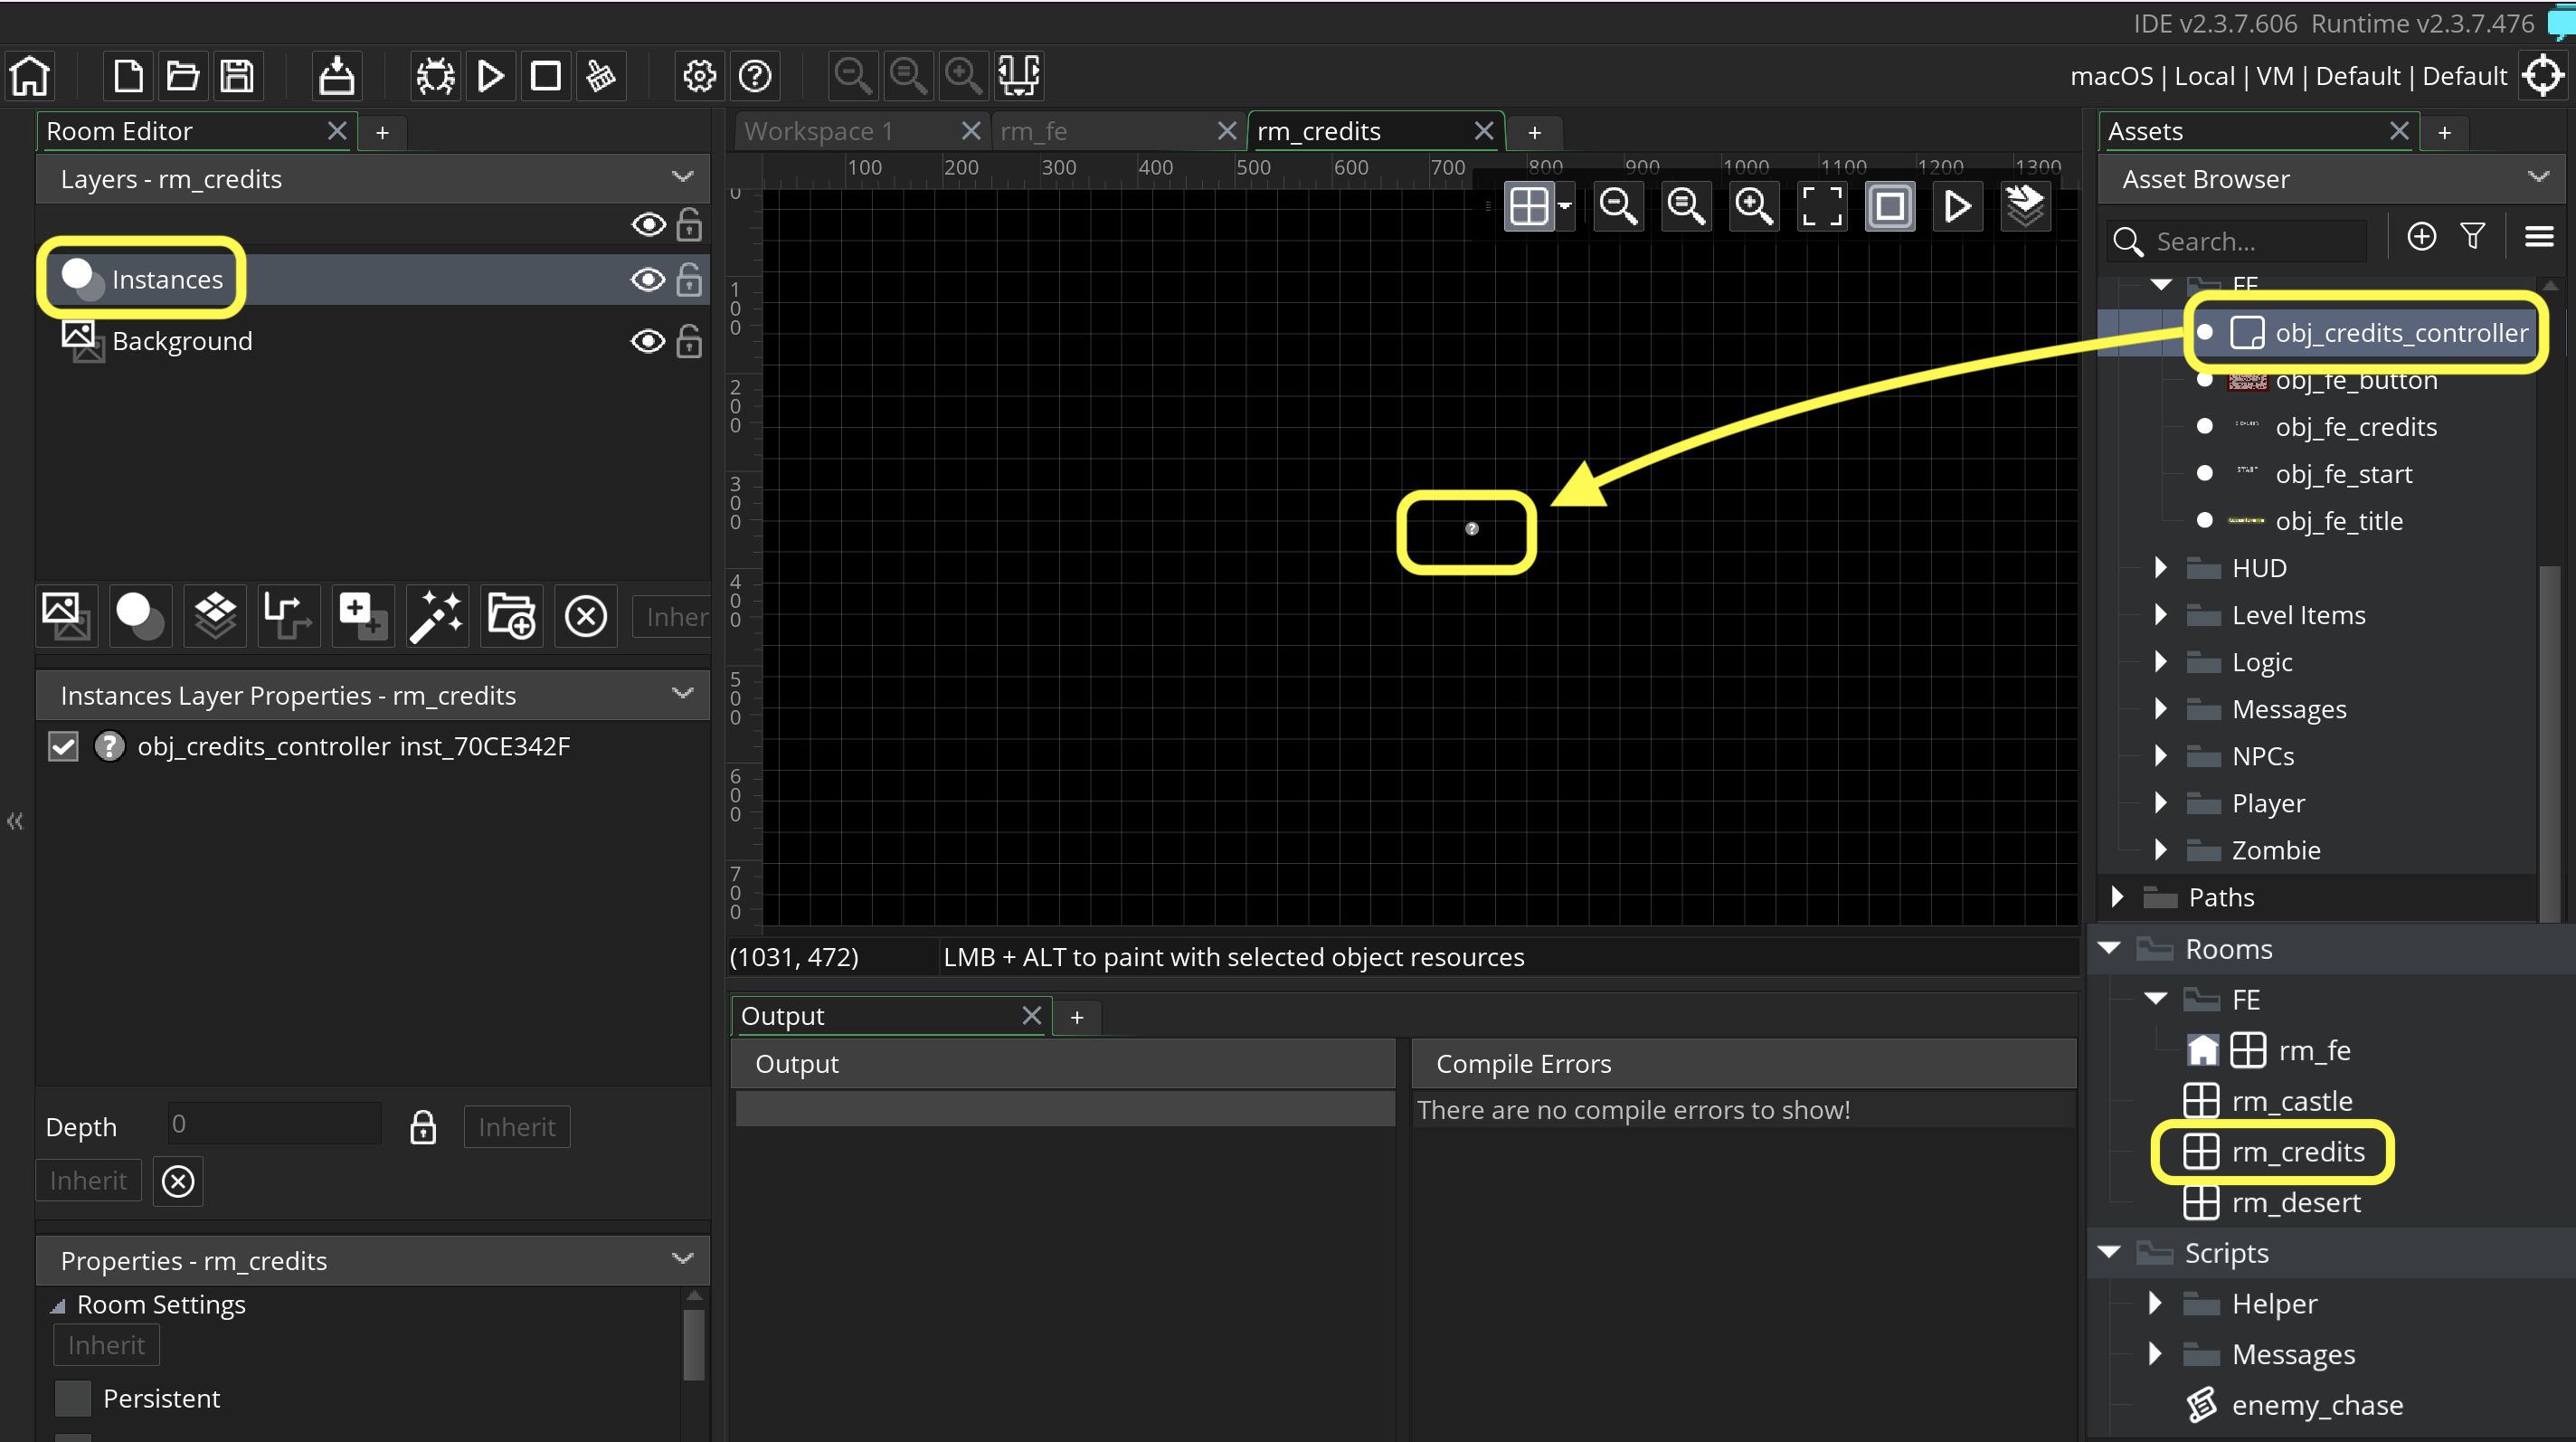 IDE v2.3.7.606 Runtime v2.3.7.476
macOS | Local | VM | Default | Default
Room Editor
Layers - rm_credits
Instances
Background
Inher
Instances Layer Properties - rm_credits
obj_credits_controller inst_70CE342F
Depth
0
Inherit
Inherit
Properties - rm_credits
Room Settings
Inherit
Persistent
Workspace 1
rm_fe
rm_credits
100 200 300 400 500 600 700 800 900 1000 1100 1200 1300
0
100
200
300
400
500
600
700
(1031, 472)
LMB + ALT to paint with selected object resources
Output
Output
Compile Errors
There are no compile errors to show!
Assets
Asset Browser
Search...
FE
obj_credits_controller
obj_fe_button
obj_fe_credits
obj_fe_start
obj_fe_title
HUD
Level Items
Logic
Messages
NPCs
Player
Zombie
Paths
Rooms
FE
rm_fe
rm_castle
rm_credits
rm_desert
Scripts
Helper
Messages
enemy_chase